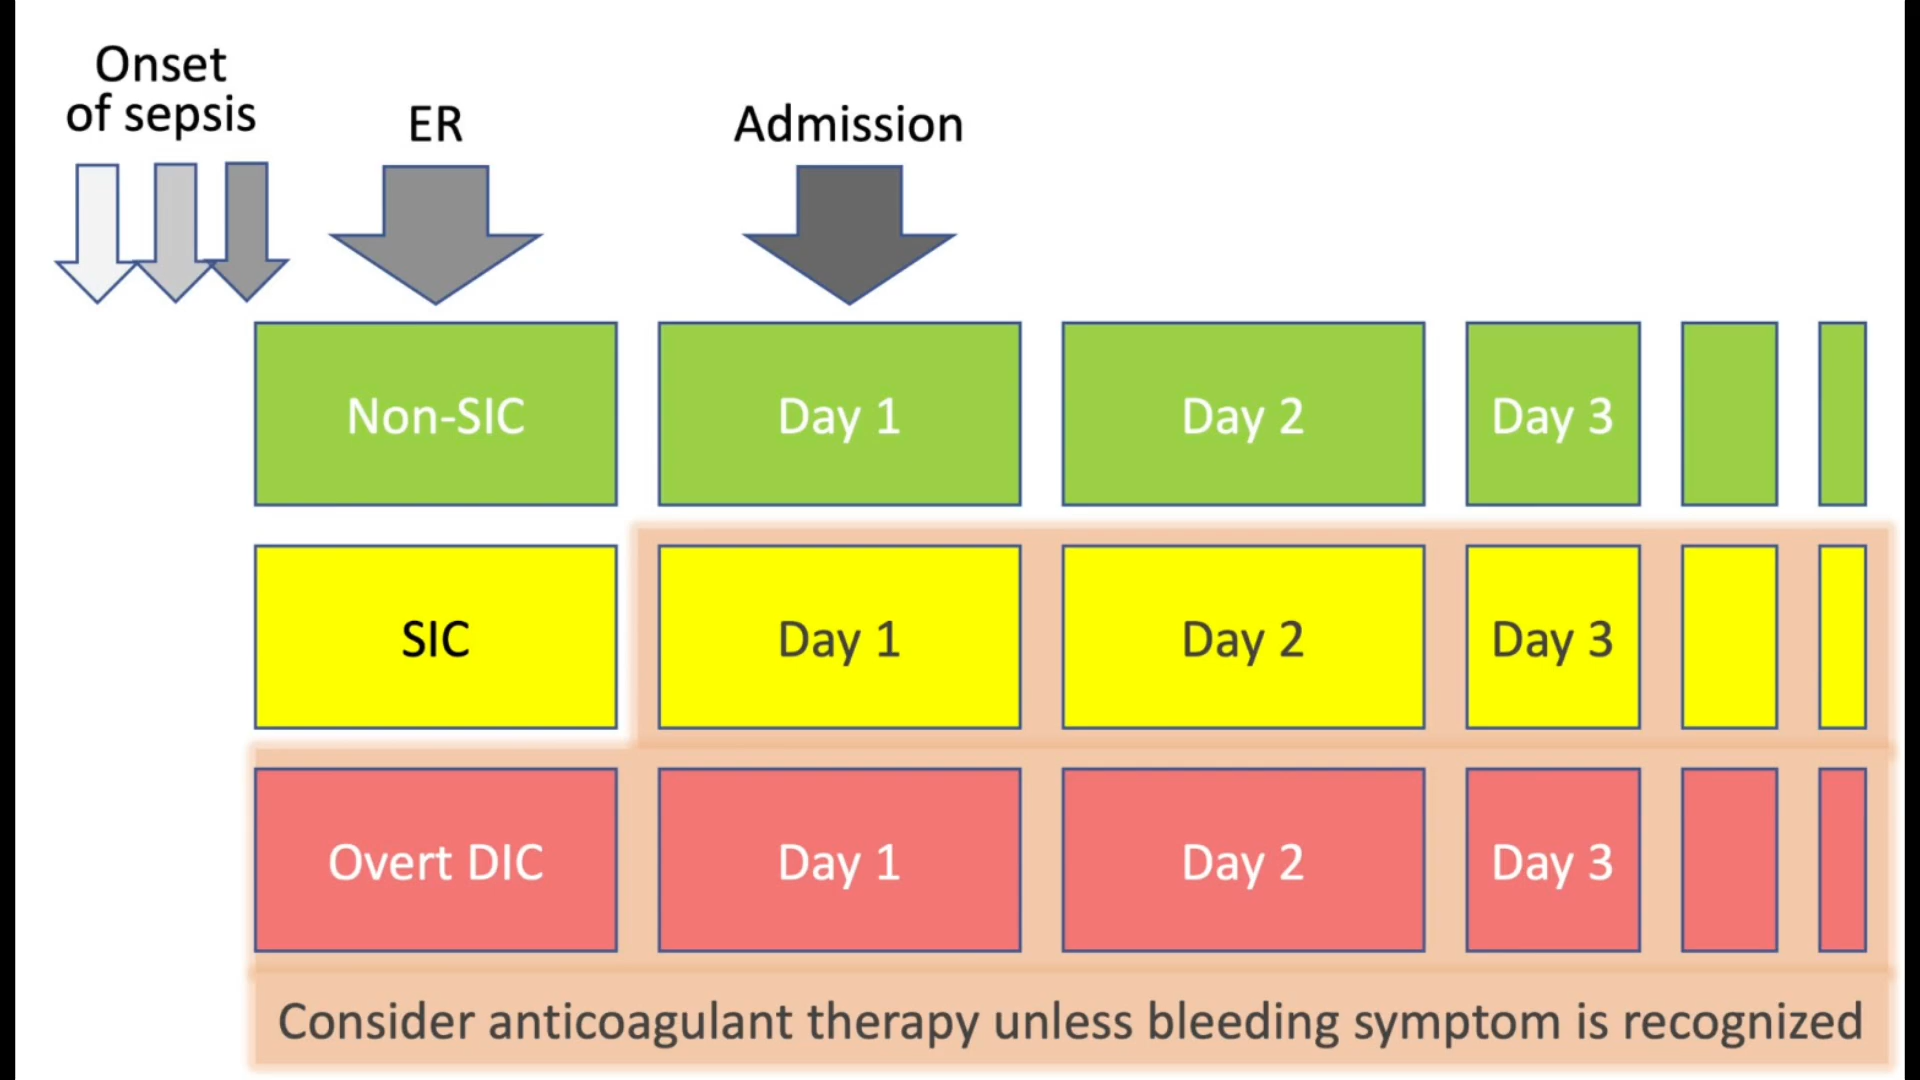 Onset
of sepsis
ER
Admission
Non-SIC
Day 1
Day 2
Day 3
SIC
Day 1
Day 2
Day 3
Overt DIC
Day 1
Day 2
Day 3
Consider anticoagulant therapy unless bleeding symptom is recognized